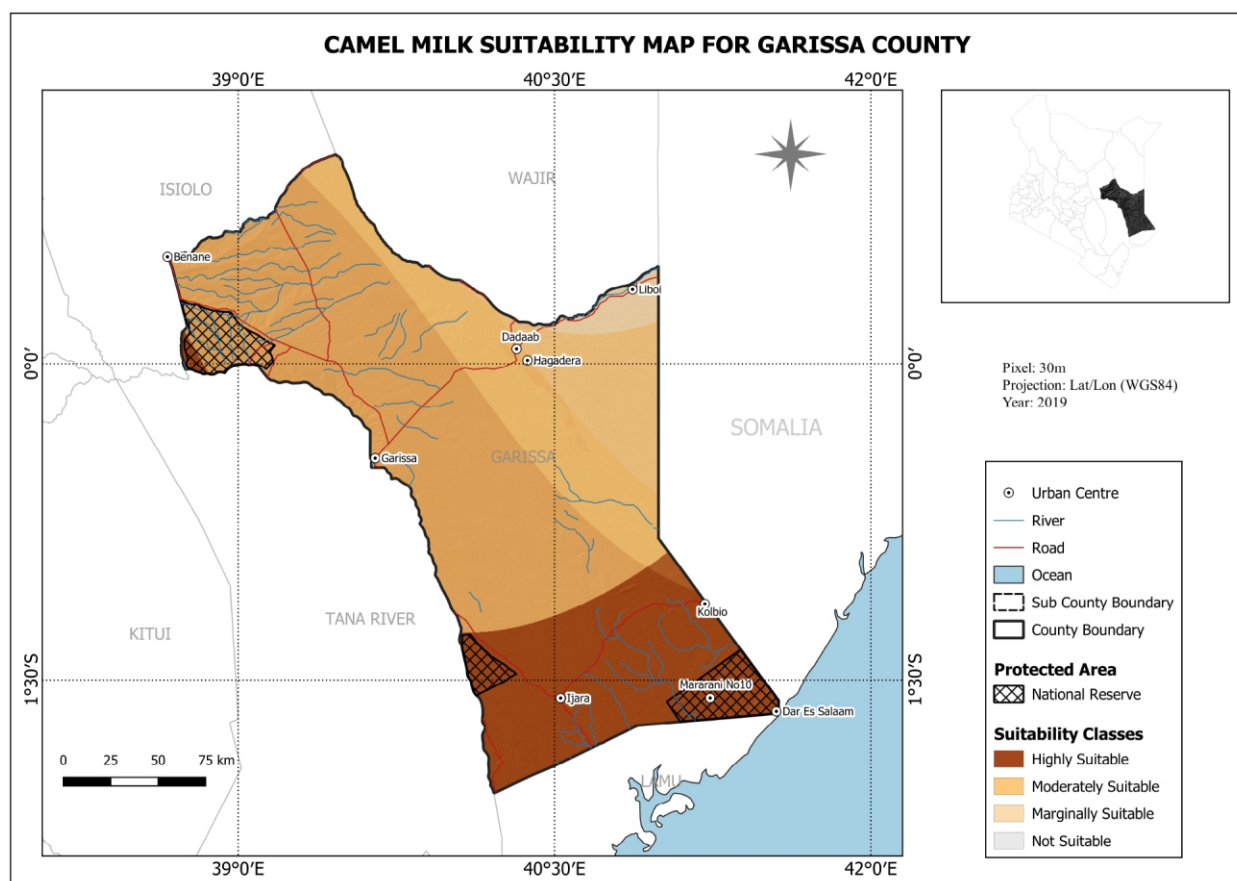 CAMEL MILK SUITABILITY MAP FOR GARISSA COUNTY
39°0′E
40°30′E
42°0′E
ISIOLO
WAJIR
Benane
Liboi
Dadaab
Hagadera
0°0′
0°0′
Pixel: 30m
Projection: Lat/Lon (WGS84)
Year: 2019
SOMALIA
GARISSA
Garissa
Urban Centre
River
Road
Ocean
Sub County Boundary
County Boundary
Protected Area
National Reserve
Suitability Classes
Highly Suitable
Moderately Suitable
Marginally Suitable
Not Suitable
KITUI
TANA RIVER
Kolbio
1°30′S
1°30′S
Mararani No10
Ijara
Dar Es Salaam
LAMU
0 25 50 75 km
39°0′E
40°30′E
42°0′E